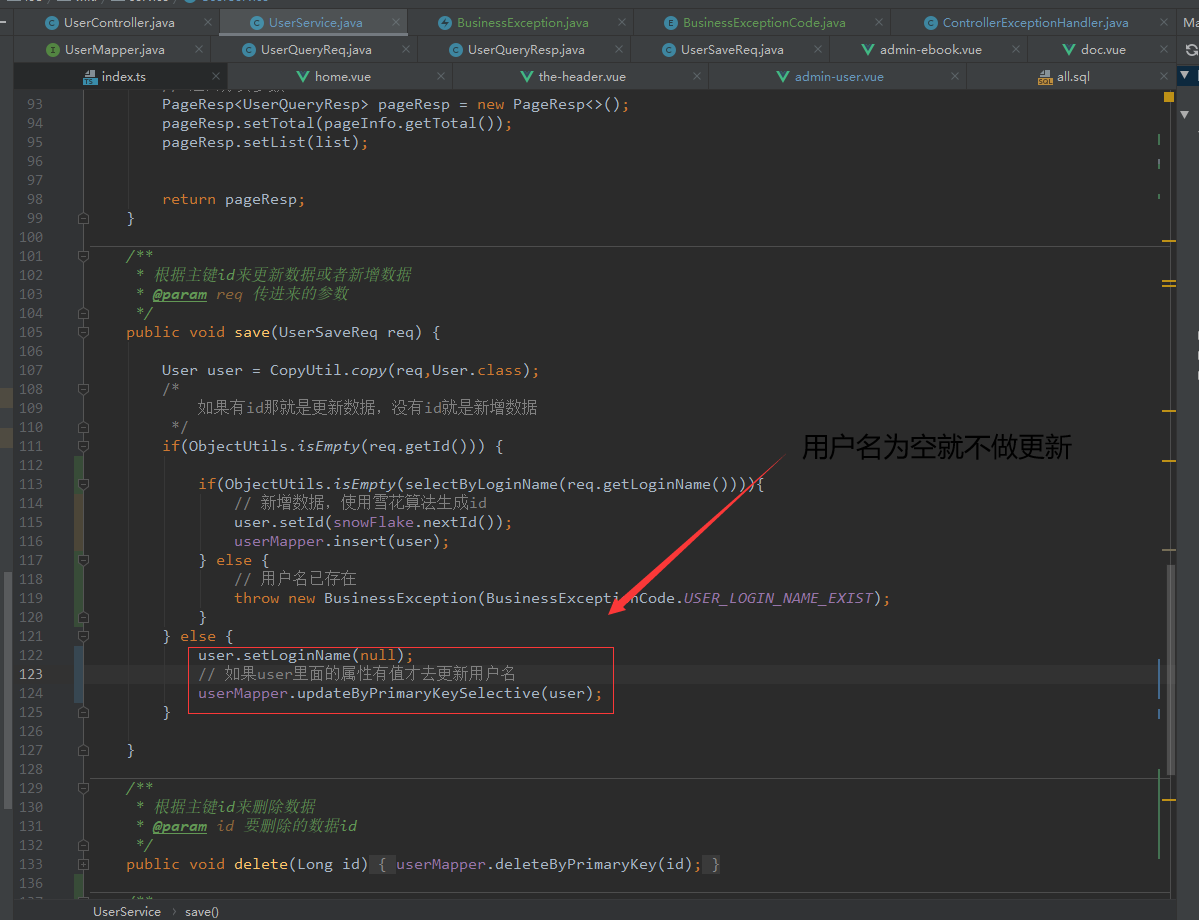 UserController.java UserService.java BusinessException.java BusinessExceptionCode.java ControllerExceptionHandler.java
UserMapper.java UserQueryReq.java UserQueryResp.java UserSaveReq.java admin-ebook.vue doc.vue
index.ts home.vue the-header.vue admin-user.vue all.sql
93 PageResp<UserQueryResp> pageResp = new PageResp<>();
94 pageResp.setTotal(pageInfo.getTotal());
95 pageResp.setList(list);
96
97
98 return pageResp;
99 }
100
101 /**
102 * 根据主键id来更新数据或者新增数据
103 * @param req 传进来的参数
104 */
105 public void save(UserSaveReq req) {
106
107 User user = CopyUtil.copy(req,User.class);
108 /*
109 如果有id那就是更新数据，没有id就是新增数据
110 */
111 if(ObjectUtils.isEmpty(req.getId())) {
用户名为空就不做更新
112
113 if(ObjectUtils.isEmpty(selectByLoginName(req.getLoginName()))){
114 // 新增数据，使用雪花算法生成id
115 user.setId(snowFlake.nextId());
116 userMapper.insert(user);
117 } else {
118 // 用户名已存在
119 throw new BusinessException(BusinessExceptionCode.USER_LOGIN_NAME_EXIST);
120 }
121 } else {
122 user.setLoginName(null);
123 // 如果user里面的属性有值才去更新用户名
124 userMapper.updateByPrimaryKeySelective(user);
125 }
126
127 }
128
129 /**
130 * 根据主键id来删除数据
131 * @param id 要删除的数据id
132 */
133 public void delete(Long id) { userMapper.deleteByPrimaryKey(id); }
136
UserService › save()